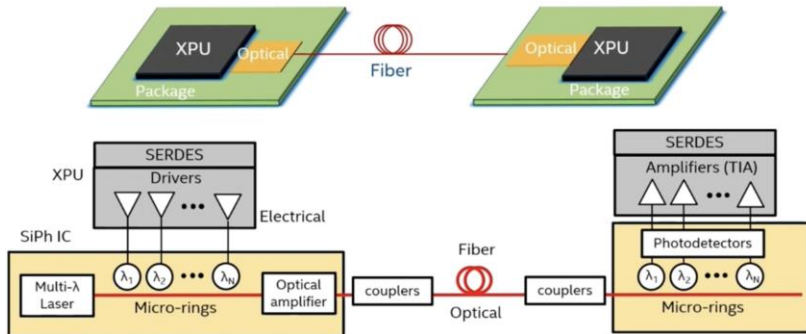 XPU
Optical
Package
Fiber
Optical
XPU
Package
SERDES
Drivers
XPU
Electrical
SiPh IC
λ1 λ2 ••• λN
Multi-λ
Laser
Micro-rings
Optical
amplifier
couplers
Fiber
Optical
couplers
SERDES
Amplifiers (TIA)
Photodetectors
λ1 λ2 ••• λN
Micro-rings